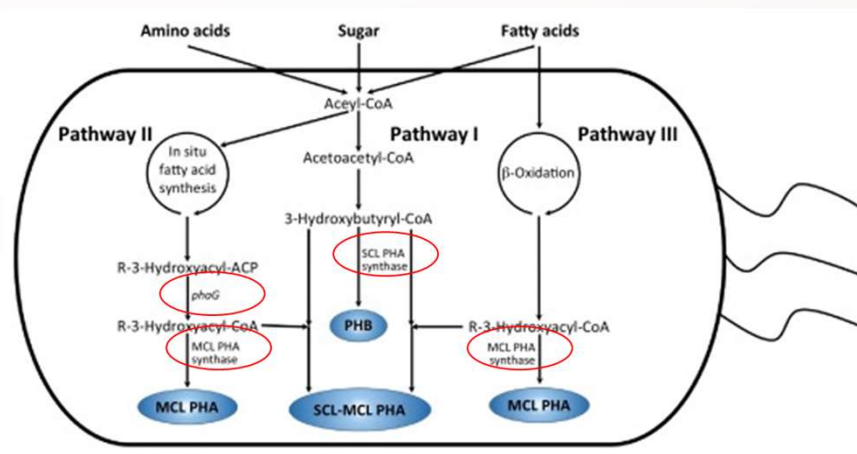 Amino acids
Sugar
Fatty acids
Aceyl-CoA
Pathway II
Pathway I
Pathway III
In situ
fatty acid
synthesis
Acetoacetyl-CoA
β-Oxidation
3-Hydroxybutyryl-CoA
SCL PHA
synthase
R-3-Hydroxyacyl-ACP
phaG
R-3-Hydroxyacyl-CoA
PHB
R-3-Hydroxyacyl-CoA
MCL PHA
synthase
MCL PHA
synthase
MCL PHA
SCL-MCL PHA
MCL PHA